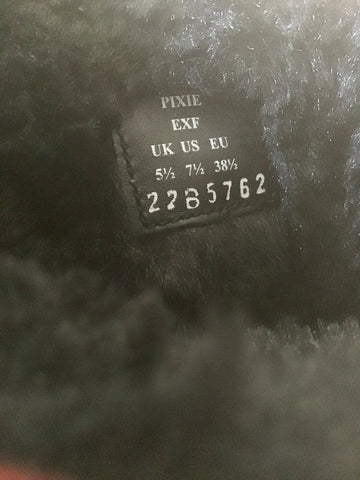 PIXIE
EXF
UK US EU
5½ 7½ 38½
22B5762